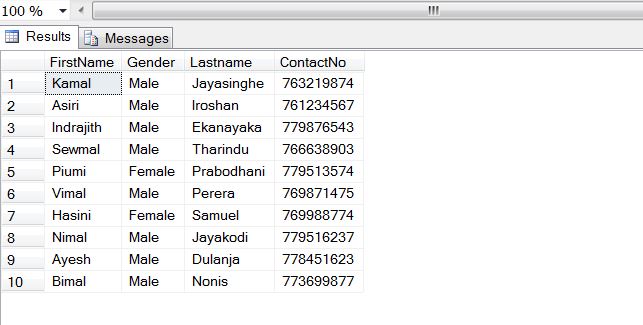 100 %
Results Messages
FirstName Gender Lastname ContactNo
1 Kamal Male Jayasinghe 763219874
2 Asiri Male Iroshan 761234567
3 Indrajith Male Ekanayaka 779876543
4 Sewmal Male Tharindu 766638903
5 Piumi Female Prabodhani 779513574
6 Vimal Male Perera 769871475
7 Hasini Female Samuel 769988774
8 Nimal Male Jayakodi 779516237
9 Ayesh Male Dulanja 778451623
10 Bimal Male Nonis 773699877